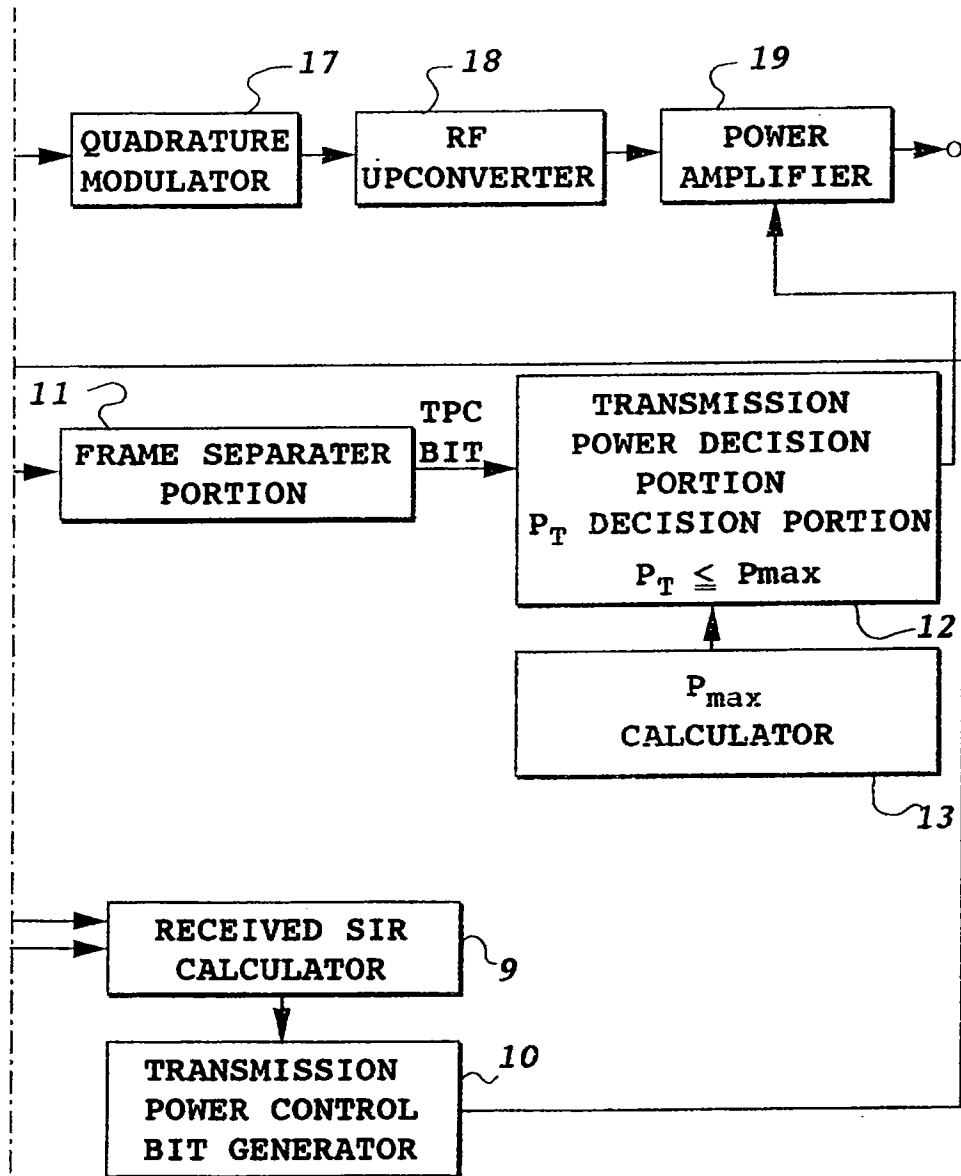 17
18
19
QUADRATURE
MODULATOR
RF
UPCONVERTER
POWER
AMPLIFIER
11
FRAME SEPARATER
PORTION
TPC
BIT
TRANSMISSION
POWER DECISION
PORTION
P_T DECISION PORTION
P_T ≦ Pmax
12
P_max
CALCULATOR
13
RECEIVED SIR
CALCULATOR
9
TRANSMISSION
POWER CONTROL
BIT GENERATOR
10